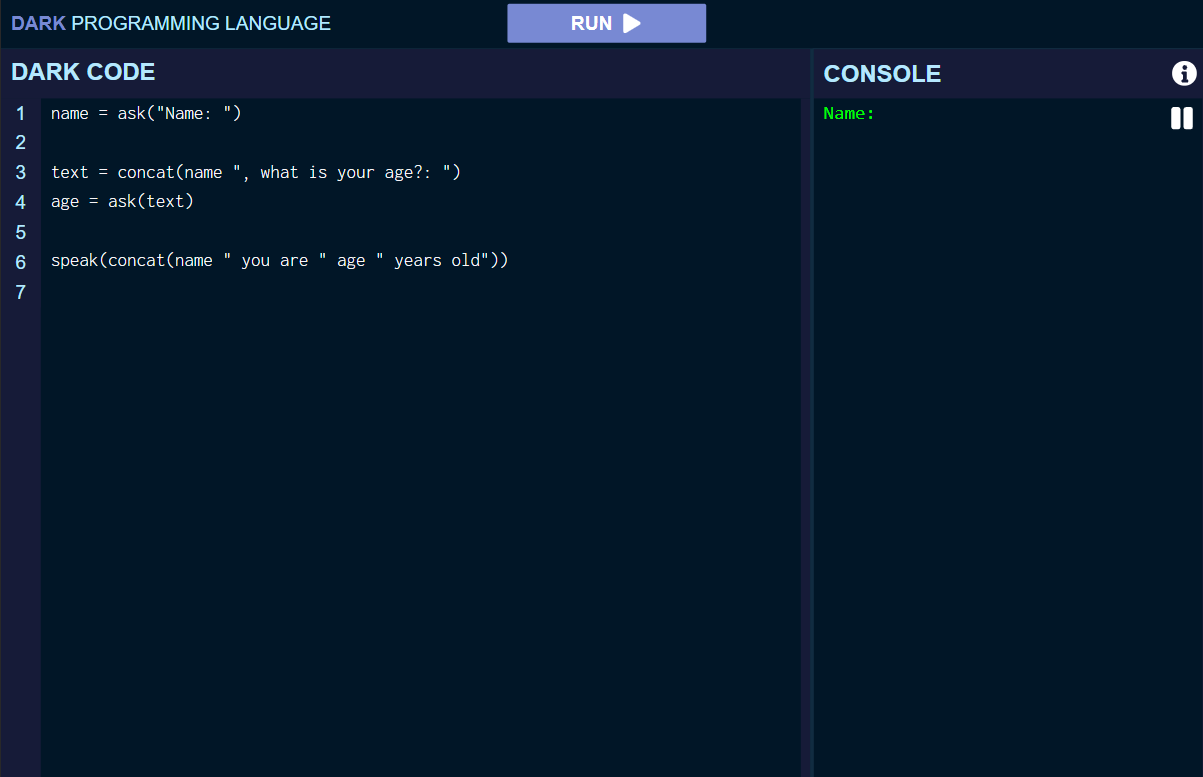 DARK PROGRAMMING LANGUAGE
RUN
DARK CODE
1 name = ask("Name: ")
2
3 text = concat(name ", what is your age?: ")
4 age = ask(text)
5
6 speak(concat(name " you are " age " years old"))
7
CONSOLE
Name: